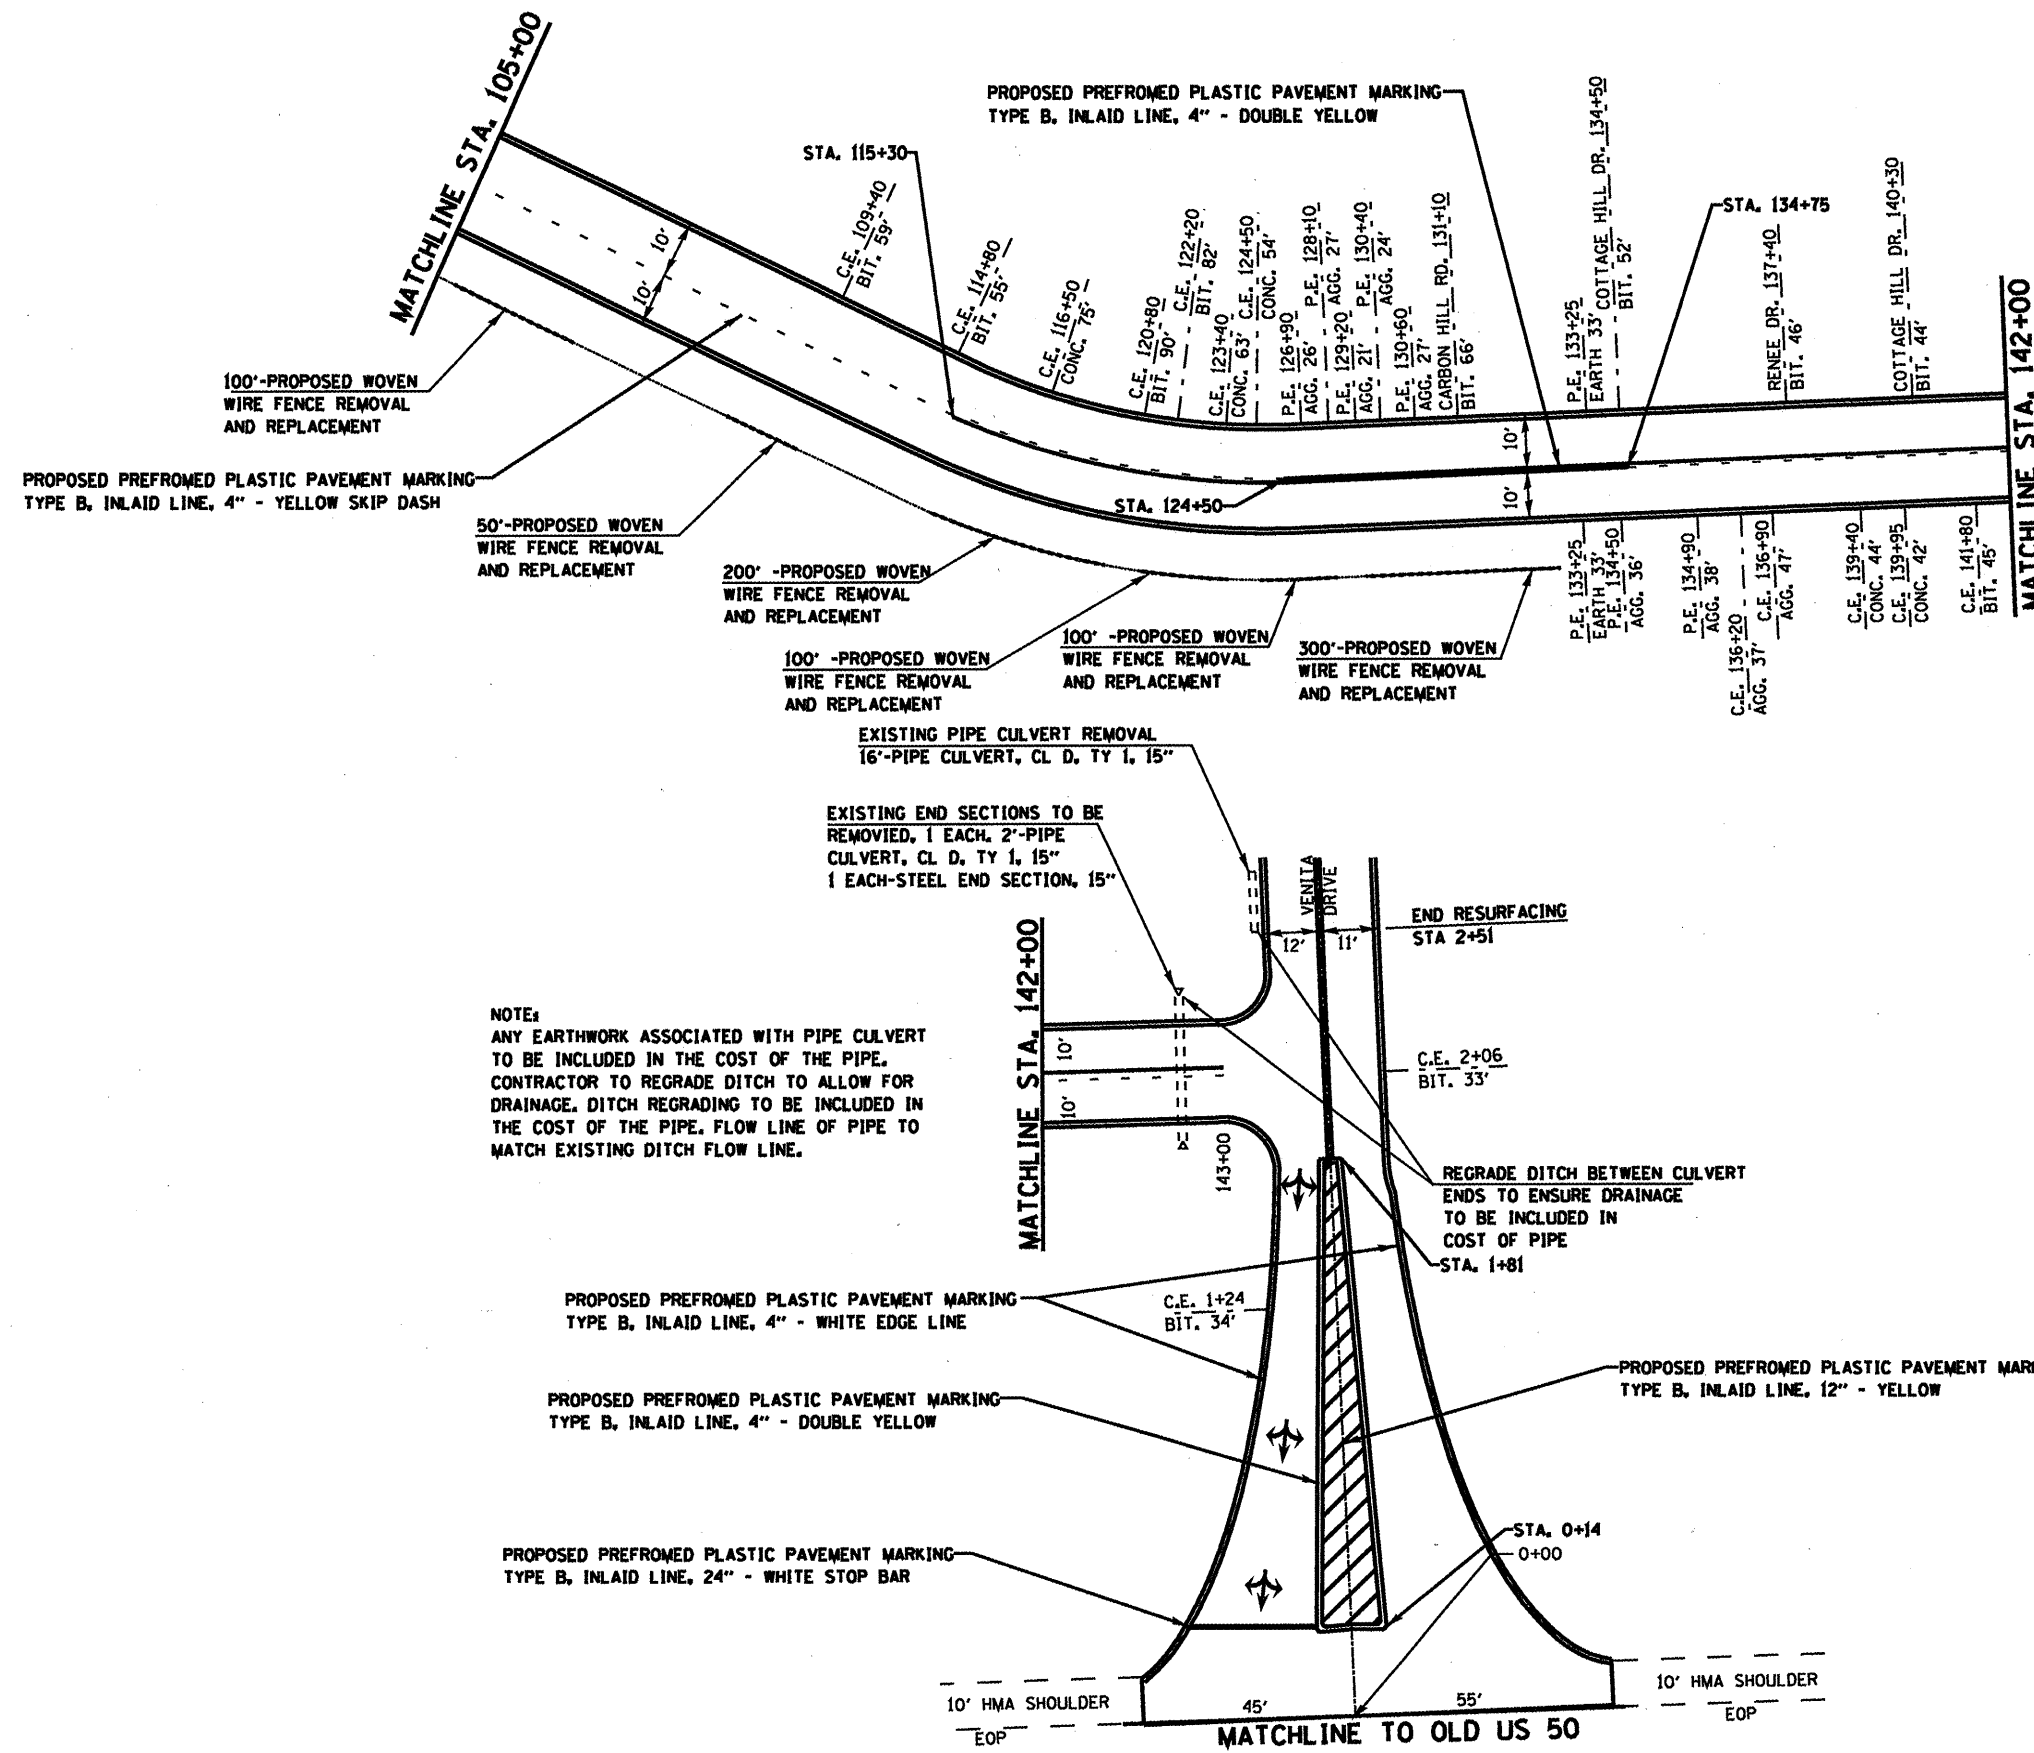 MATCHLINE STA. 105+00
PROPOSED PREFROMED PLASTIC PAVEMENT MARKING
TYPE B, INLAID LINE, 4" - DOUBLE YELLOW
STA. 115+30
STA. 134+75
C.E. 109+40
BIT. 59'
C.E. 114+80
BIT. 55'
C.E. 116+50
CONC. 75'
C.E. 120+80
BIT. 90'
C.E. 122+20
BIT. 82'
C.E. 123+40
CONC. 63'
C.E. 124+50
CONC. 54'
P.E. 126+90
AGG. 26'
P.E. 128+10
AGG. 27'
P.E. 129+20
AGG. 21'
P.E. 130+40
AGG. 24'
P.E. 130+60
AGG. 27'
CARBON HILL RD. 131+10
BIT. 66'
P.E. 133+25
EARTH 33'
COTTAGE HILL DR. 134+50
BIT. 52'
RENEE DR. 137+40
BIT. 46'
COTTAGE HILL DR. 140+30
BIT. 44'
MATCHLINE STA. 142+00
10'
10'
10'
10'
100'-PROPOSED WOVEN
WIRE FENCE REMOVAL
AND REPLACEMENT
PROPOSED PREFROMED PLASTIC PAVEMENT MARKING
TYPE B, INLAID LINE, 4" - YELLOW SKIP DASH
STA. 124+50
50'-PROPOSED WOVEN
WIRE FENCE REMOVAL
AND REPLACEMENT
200' -PROPOSED WOVEN
WIRE FENCE REMOVAL
AND REPLACEMENT
100' -PROPOSED WOVEN
WIRE FENCE REMOVAL
AND REPLACEMENT
100' -PROPOSED WOVEN
WIRE FENCE REMOVAL
AND REPLACEMENT
300'-PROPOSED WOVEN
WIRE FENCE REMOVAL
AND REPLACEMENT
P.E. 133+25
EARTH 33'
P.E. 134+50
AGG. 36'
P.E. 134+90
AGG. 38'
C.E. 136+20
AGG. 37'
C.E. 136+90
AGG. 47'
C.E. 139+40
CONC. 44'
C.E. 139+95
CONC. 42'
C.E. 141+80
BIT. 45'
EXISTING PIPE CULVERT REMOVAL
16'-PIPE CULVERT, CL D, TY 1, 15"
EXISTING END SECTIONS TO BE
REMOVIED, 1 EACH, 2'-PIPE
CULVERT, CL D, TY 1, 15"
1 EACH-STEEL END SECTION, 15"
VENITA
DRIVE
12'
11'
END RESURFACING
STA 2+51
MATCHLINE STA. 142+00
10'
10'
143+00
NOTE:
ANY EARTHWORK ASSOCIATED WITH PIPE CULVERT
TO BE INCLUDED IN THE COST OF THE PIPE.
CONTRACTOR TO REGRADE DITCH TO ALLOW FOR
DRAINAGE. DITCH REGRADING TO BE INCLUDED IN
THE COST OF THE PIPE. FLOW LINE OF PIPE TO
MATCH EXISTING DITCH FLOW LINE.
C.E. 2+06
BIT. 33'
REGRADE DITCH BETWEEN CULVERT
ENDS TO ENSURE DRAINAGE
TO BE INCLUDED IN
COST OF PIPE
STA. 1+81
PROPOSED PREFROMED PLASTIC PAVEMENT MARKING
TYPE B, INLAID LINE, 4" - WHITE EDGE LINE
C.E. 1+24
BIT. 34'
PROPOSED PREFROMED PLASTIC PAVEMENT MAR
TYPE B, INLAID LINE, 12" - YELLOW
PROPOSED PREFROMED PLASTIC PAVEMENT MARKING
TYPE B, INLAID LINE, 4" - DOUBLE YELLOW
STA. 0+14
0+00
PROPOSED PREFROMED PLASTIC PAVEMENT MARKING
TYPE B, INLAID LINE, 24" - WHITE STOP BAR
10' HMA SHOULDER
EOP
45'
55'
10' HMA SHOULDER
EOP
MATCHLINE TO OLD US 50